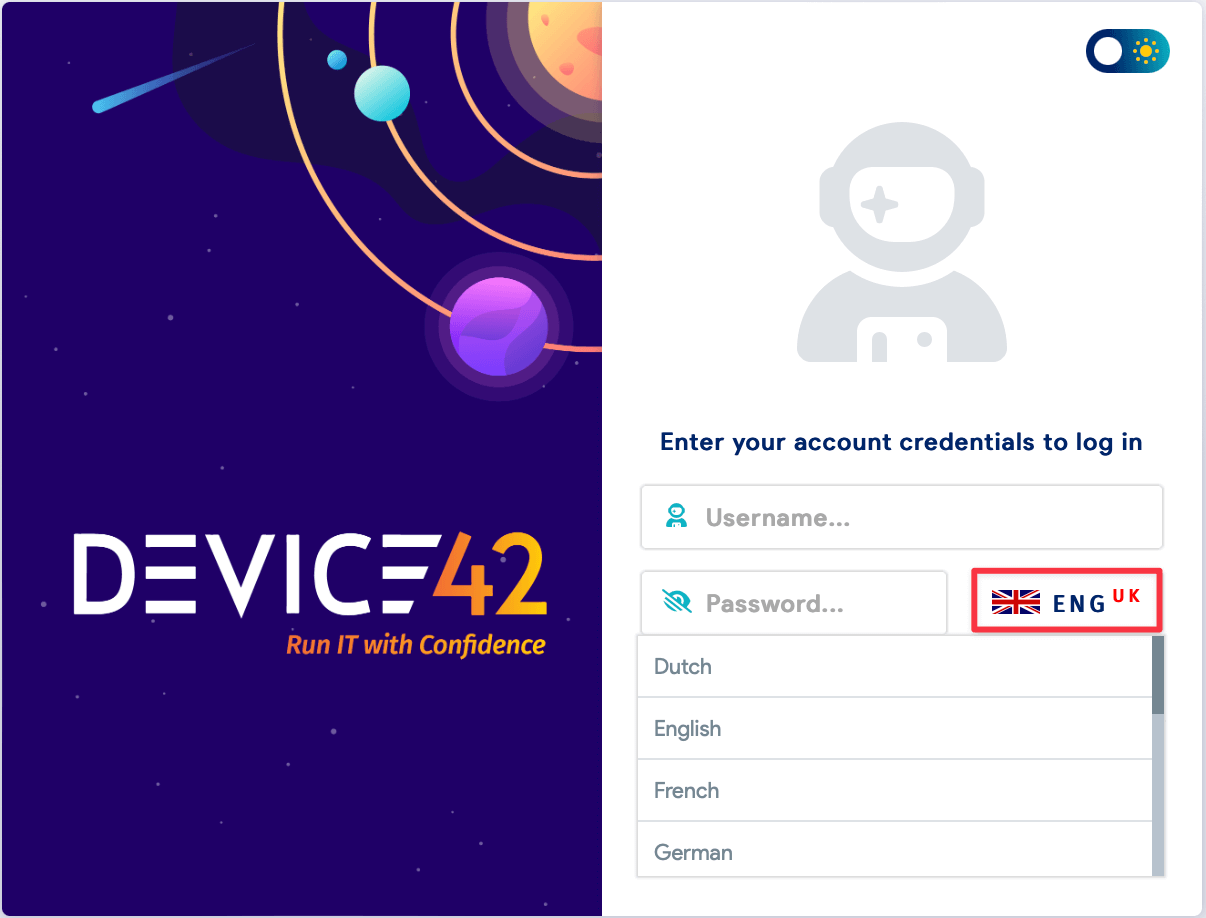 DEVICE42
Run IT with Confidence
Enter your account credentials to log in
Username...
Password...
ENG UK
Dutch
English
French
German